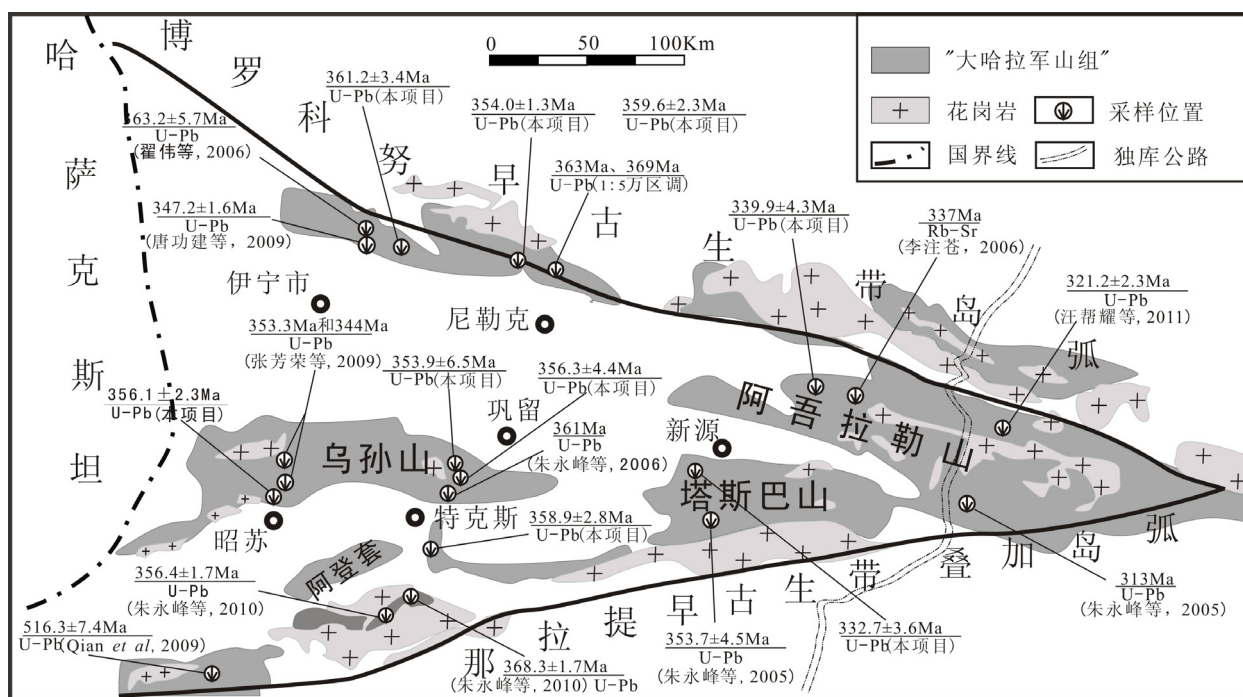 0 50 100Km
"大哈拉军山组"
花岗岩
采样位置
国界线
独库公路
哈萨克斯坦
博罗科努早古生带岛弧
361.2±3.4Ma
U-Pb(本项目)
363.2±5.7Ma
U-Pb
(翟伟等, 2006)
354.0±1.3Ma
U-Pb(本项目)
359.6±2.3Ma
U-Pb(本项目)
363Ma、369Ma
U-Pb(1:5万区调)
347.2±1.6Ma
U-Pb
(唐功建等, 2009)
339.9±4.3Ma
U-Pb(本项目)
337Ma
Rb-Sr
(李注苍, 2006)
321.2±2.3Ma
U-Pb
(汪帮耀等, 2011)
伊宁市
尼勒克
353.3Ma和344Ma
U-Pb
(张芳荣等, 2009)
353.9±6.5Ma
U-Pb(本项目)
356.3±4.4Ma
U-Pb(本项目)
356.1±2.3Ma
U-Pb(本项目)
巩留
361Ma
U-Pb
(朱永峰等, 2006)
新源
阿吾拉勒山
乌孙山
塔斯巴山
昭苏
特克斯
358.9±2.8Ma
U-Pb(本项目)
阿登套
356.4±1.7Ma
U-Pb
(朱永峰等, 2010)
516.3±7.4Ma
U-Pb(Qian et al, 2009)
368.3±1.7Ma
(朱永峰等, 2010) U-Pb
353.7±4.5Ma
U-Pb
(朱永峰等, 2005)
332.7±3.6Ma
U-Pb(本项目)
313Ma
U-Pb
(朱永峰等, 2005)
那拉提早古生带叠加岛弧